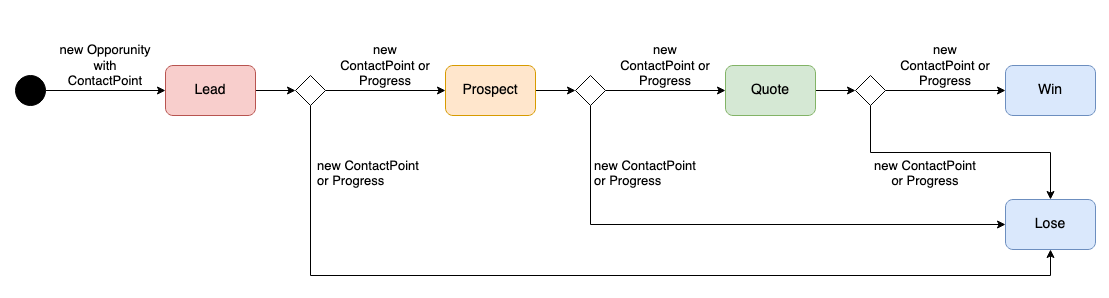 new Opporunity
with
ContactPoint
Lead
new
ContactPoint or
Progress
Prospect
new
ContactPoint or
Progress
Quote
new
ContactPoint or
Progress
Win
new ContactPoint
or Progress
new ContactPoint
or Progress
new ContactPoint
or Progress
Lose